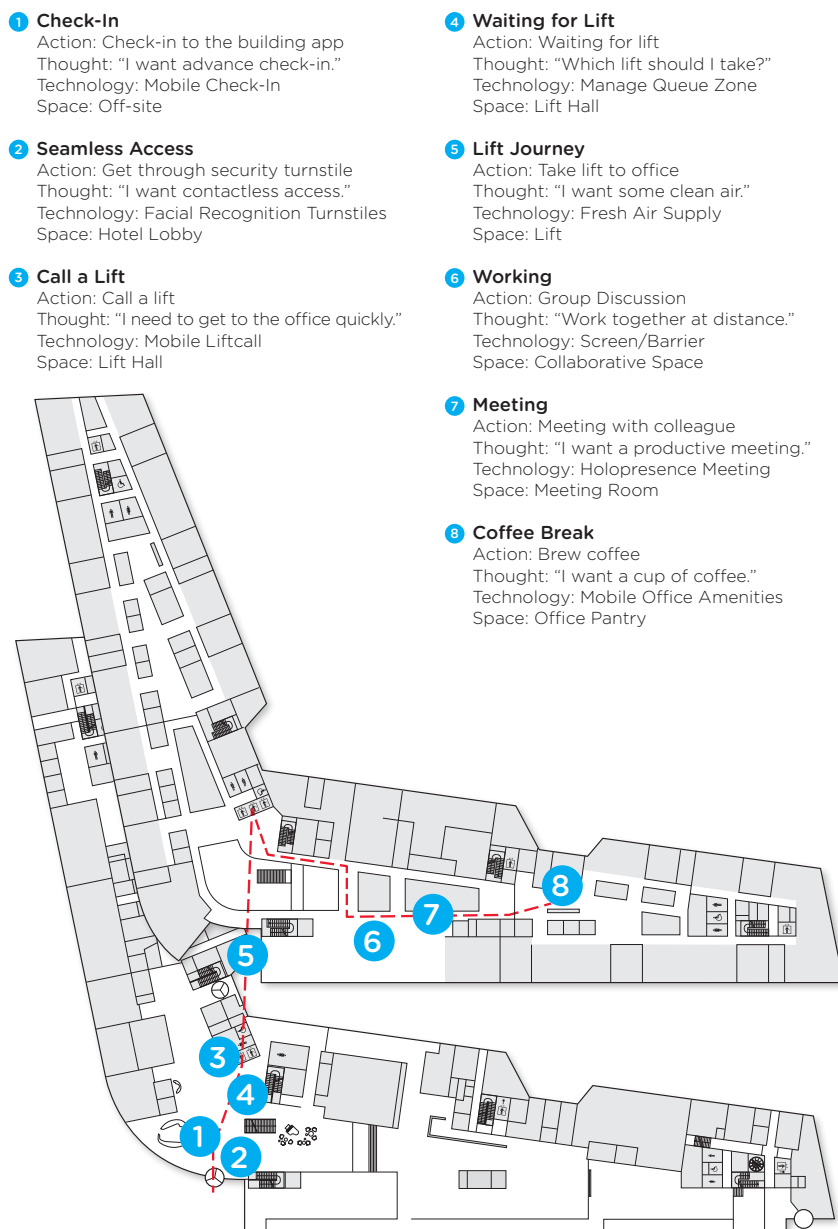 1 Check-In
Action: Check-in to the building app
Thought: “I want advance check-in.”
Technology: Mobile Check-In
Space: Off-site
2 Seamless Access
Action: Get through security turnstile
Thought: “I want contactless access.”
Technology: Facial Recognition Turnstiles
Space: Hotel Lobby
3 Call a Lift
Action: Call a lift
Thought: “I need to get to the office quickly.”
Technology: Mobile Liftcall
Space: Lift Hall
4 Waiting for Lift
Action: Waiting for lift
Thought: “Which lift should I take?”
Technology: Manage Queue Zone
Space: Lift Hall
5 Lift Journey
Action: Take lift to office
Thought: “I want some clean air.”
Technology: Fresh Air Supply
Space: Lift
6 Working
Action: Group Discussion
Thought: “Work together at distance.”
Technology: Screen/Barrier
Space: Collaborative Space
7 Meeting
Action: Meeting with colleague
Thought: “I want a productive meeting.”
Technology: Holopresence Meeting
Space: Meeting Room
8 Coffee Break
Action: Brew coffee
Thought: “I want a cup of coffee.”
Technology: Mobile Office Amenities
Space: Office Pantry
8
7
6
5
3
4
1
2